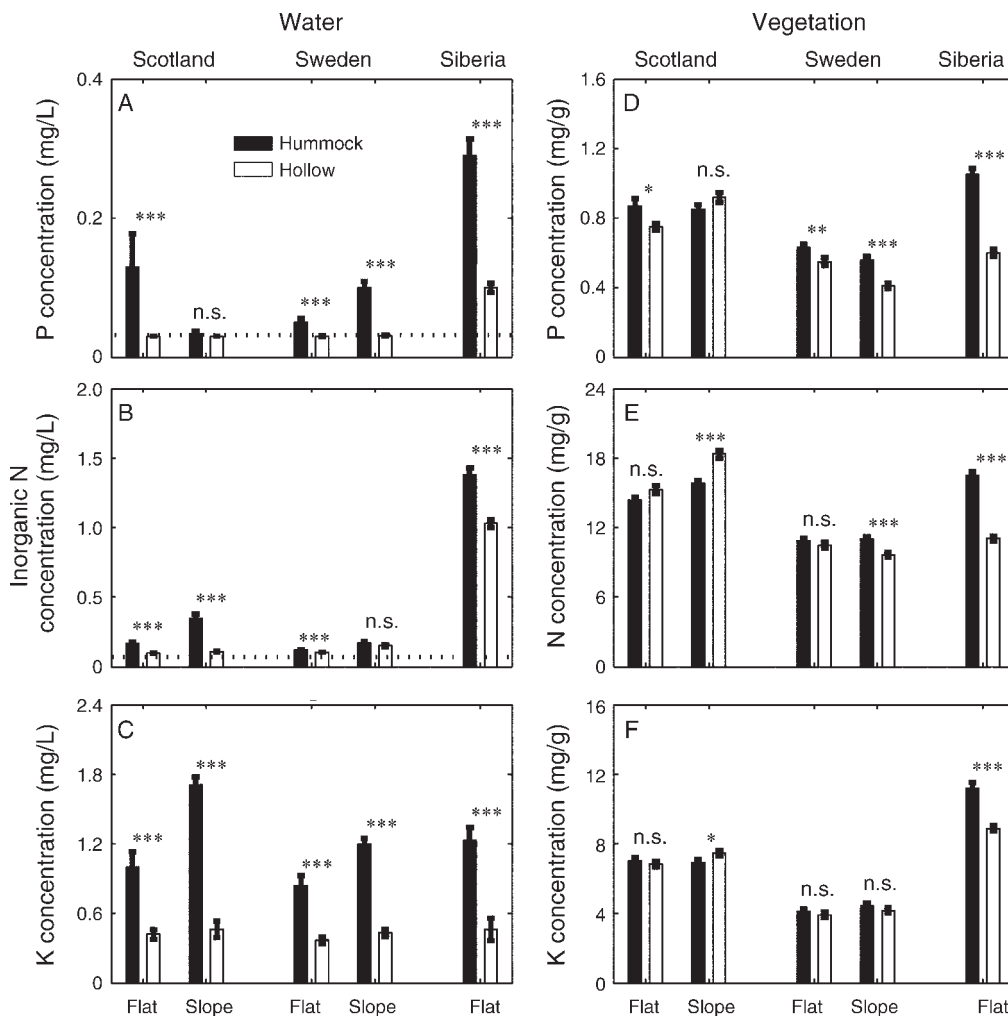 Water Vegetation
Scotland Sweden Siberia Scotland Sweden Siberia
A
P concentration (mg/L)
0.4
0.2
0
Hummock
Hollow
***
n.s.
***
***
***
D
P concentration (mg/g)
1.6
1.2
0.8
0.4
0
*
n.s.
**
***
***
B
Inorganic N
concentration (mg/L)
2.0
1.5
1.0
0.5
0
***
***
***
n.s.
***
E
N concentration (mg/g)
24
18
12
6
0
n.s.
***
n.s.
***
***
C
K concentration (mg/L)
2.4
1.8
1.2
0.6
0
***
***
***
***
***
Flat Slope Flat Slope Flat
F
K concentration (mg/g)
16
12
8
4
0
n.s.
*
n.s.
n.s.
***
Flat Slope Flat Slope Flat